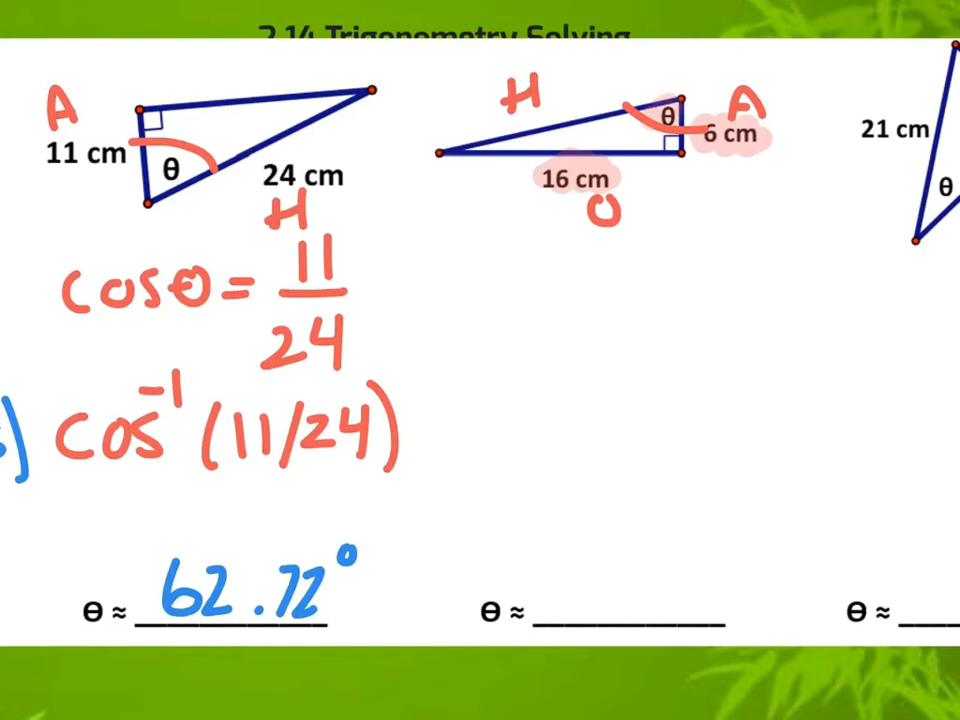 2.14 Trigonometry Solving
A
11 cm
θ
24 cm
H
cosθ = 11
24
cos⁻¹ (11/24)
θ ≈ 62.72°
H
θ
A
6 cm
16 cm
O
θ ≈
21 cm
θ
θ ≈